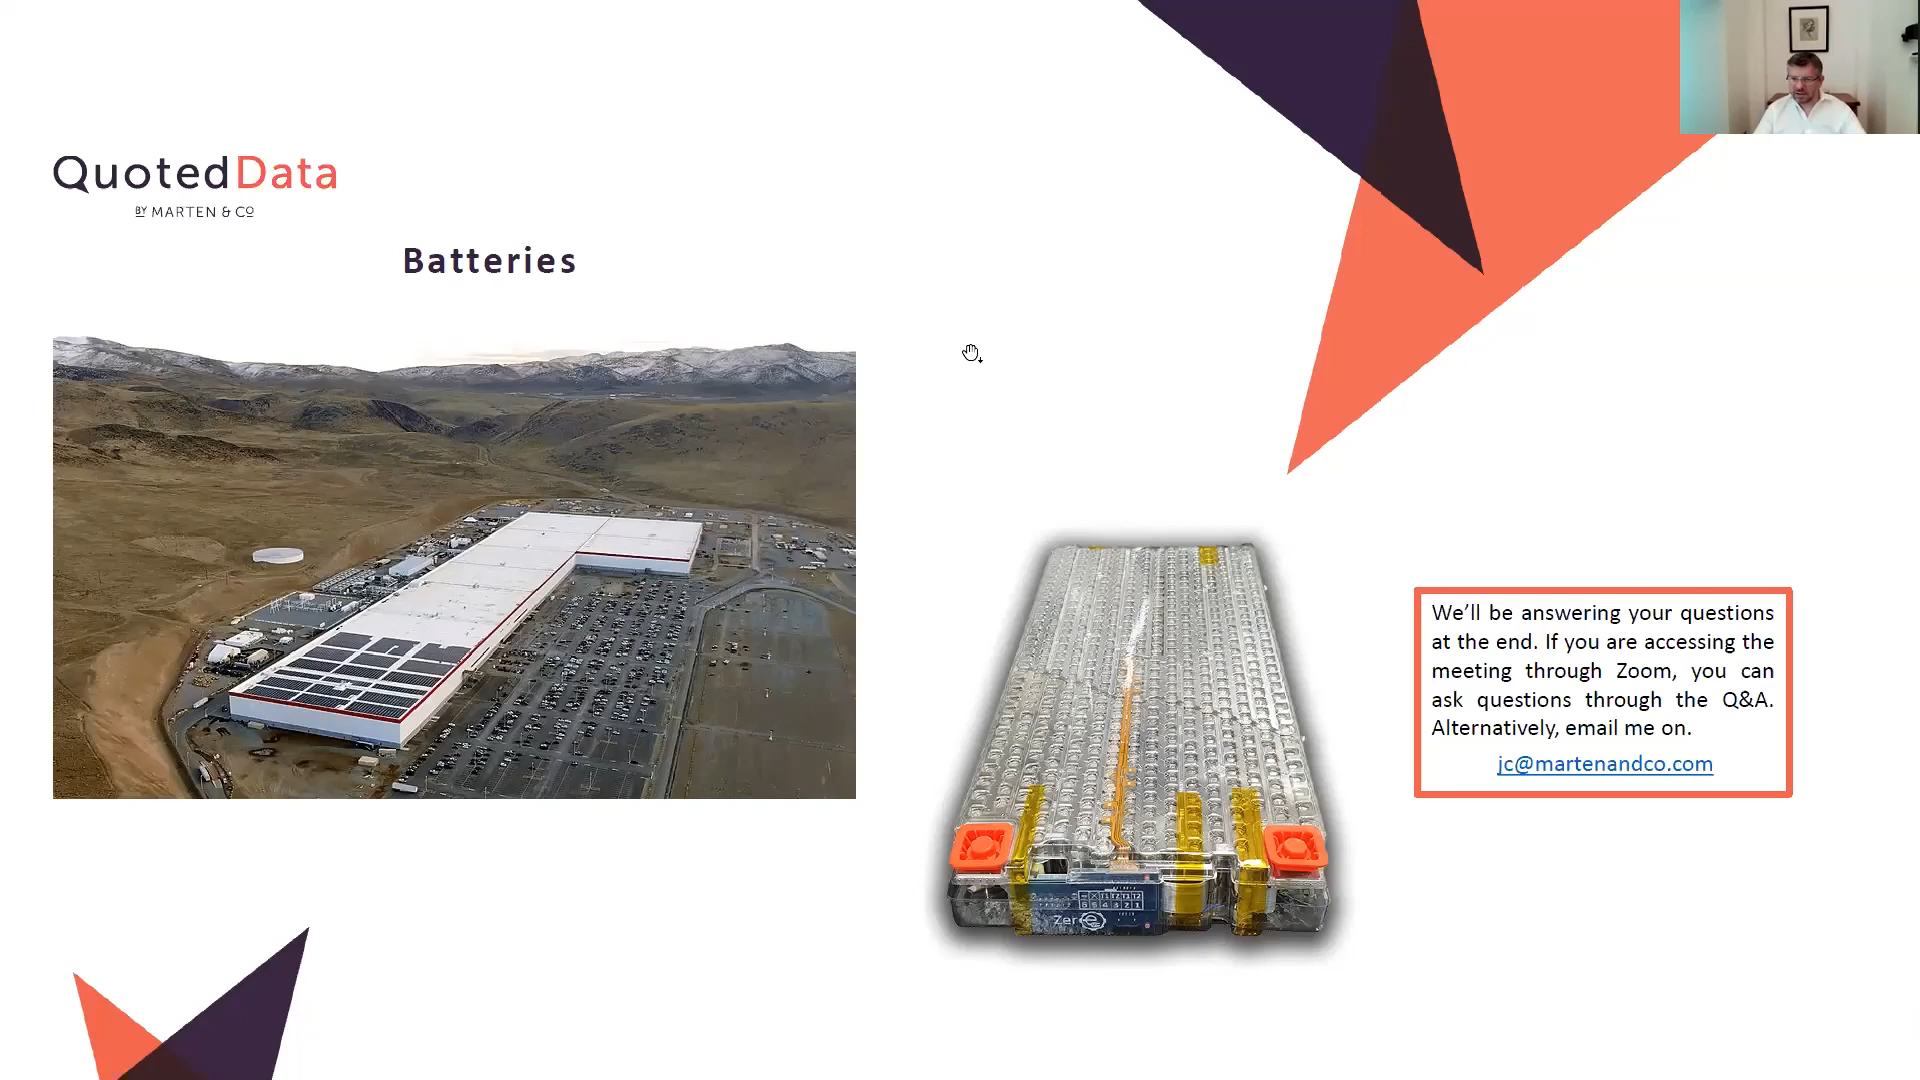 QuotedData
BY MARTEN & CO
Batteries
We’ll be answering your questions
at the end. If you are accessing the
meeting through Zoom, you can
ask questions through the Q&A.
Alternatively, email me on.
jc@martenandco.com
Zer